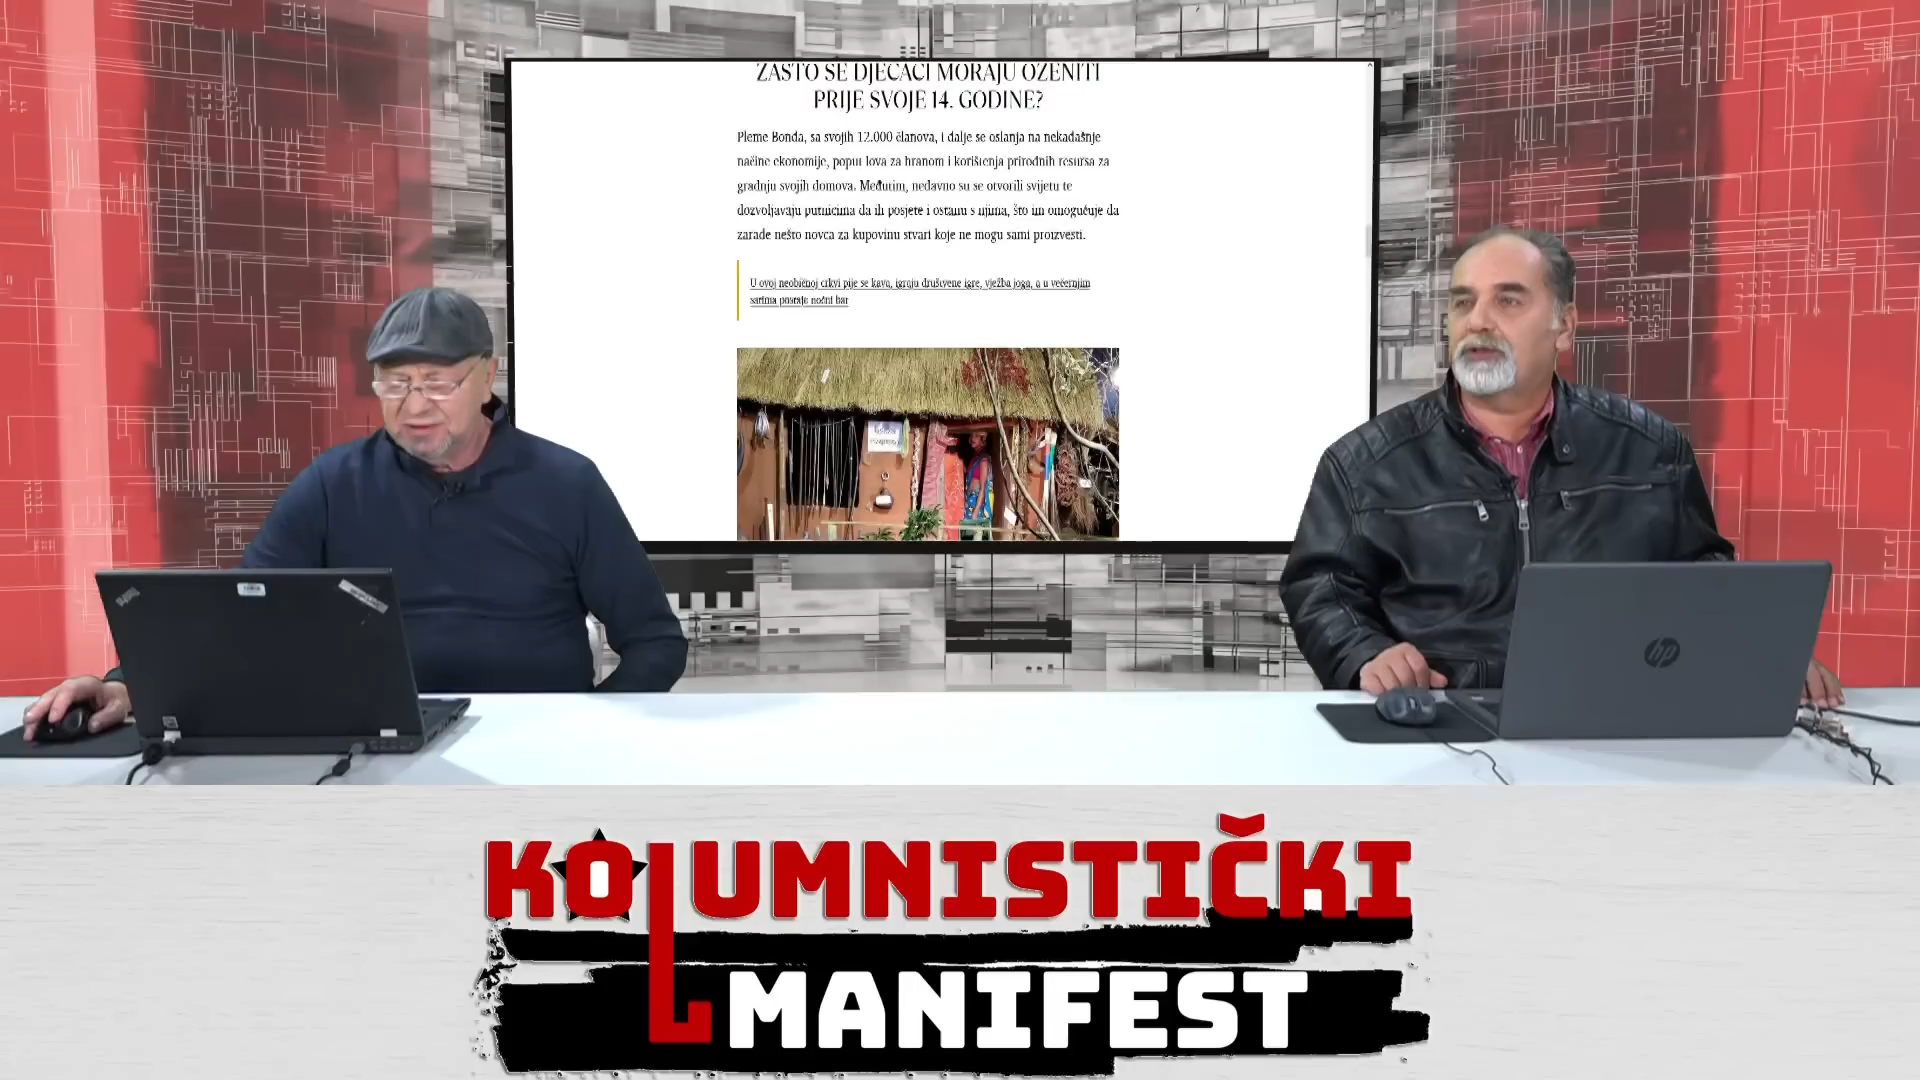 ZAŠTO SE DJEČACI MORAJU OŽENITI
PRIJE SVOJE 14. GODINE?
Pleme Bonda, sa svojih 12.000 članova, i dalje se oslanja na nekadašnje
načine ekonomije, poput lova za hranom i korištenja prirodnih resursa za
gradnju svojih domova. Međutim, nedavno su se otvorili svijetu te
dozvoljavaju putnicima da ih posjete i ostanu s njima, što im omogućuje da
zarade nešto novca za kupovinu stvari koje ne mogu sami proizvesti.
U ovoj neobičnoj crkvi pije se kava, igraju društvene igre, vježba joga, a u večernjim
satima postaje noćni bar
ThinkPad
hp
KOLUMNISTIČKI
MANIFEST